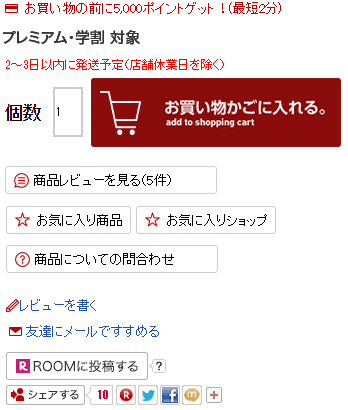 お買い物の前に5,000ポイントゲット！(最短2分)
プレミアム・学割 対象
2〜3日以内に発送予定(店舗休業日を除く)
個数 1 お買い物かごに入れる。
add to shopping cart
商品レビューを見る(5件)
お気に入り商品 お気に入りショップ
商品についての問合わせ
レビューを書く
友達にメールですすめる
R ROOMに投稿する ?
シェアする 10 R f m +